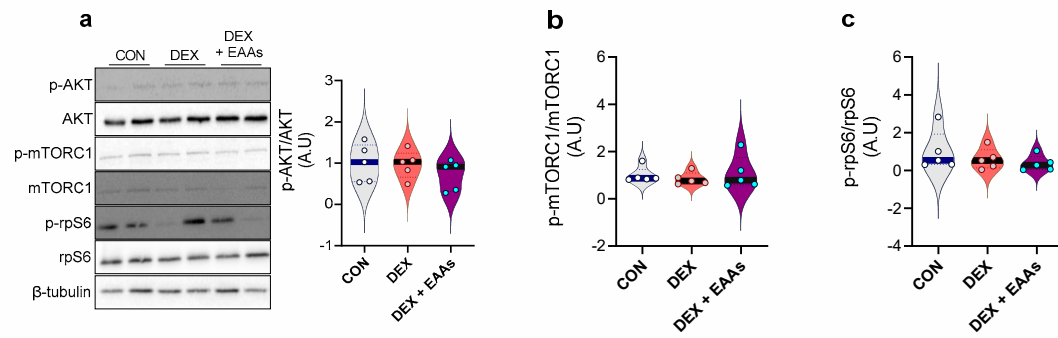 a
CON DEX DEX
+ EAAs
p-AKT
AKT
p-mTORC1
mTORC1
p-rpS6
rpS6
β-tubulin
p-AKT/AKT
(A.U)
3
2
1
0
-1
CON
DEX
DEX + EAAs
b
p-mTORC1/mTORC1
(A.U)
6
4
2
0
-2
CON
DEX
DEX + EAAs
c
p-rpS6/rpS6
(A.U)
6
4
2
0
-2
-4
CON
DEX
DEX + EAAs